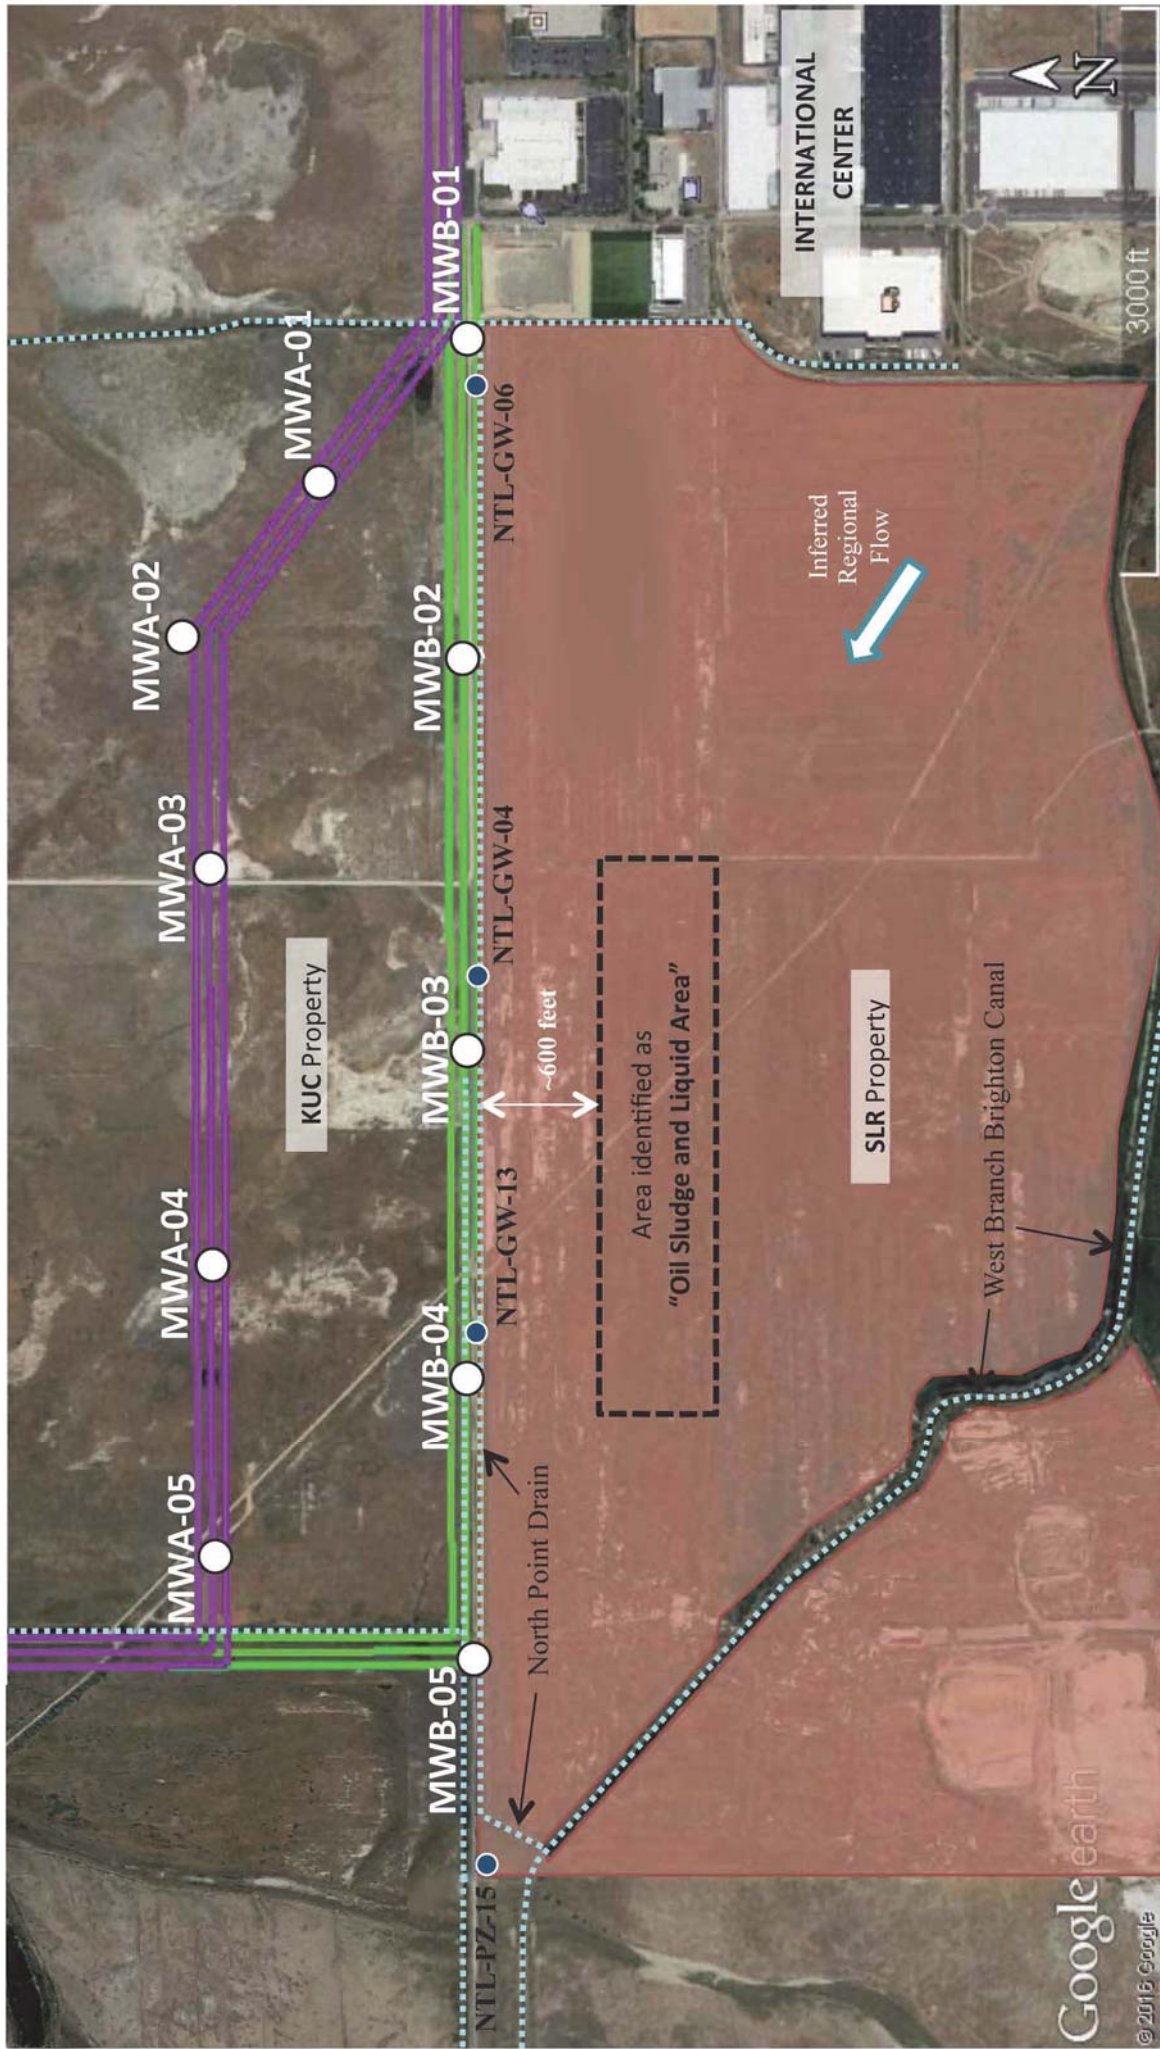 MWA-05
MWA-04
MWA-03
MWA-02
MWA-01
KUC Property
MWB-05
MWB-04
MWB-03
MWB-02
MWB-01
NTL-PZ-15
NTL-GW-13
NTL-GW-04
NTL-GW-06
North Point Drain
~600 feet
Area identified as
"Oil Sludge and Liquid Area"
INTERNATIONAL
CENTER
Inferred
Regional
Flow
SLR Property
West Branch Brighton Canal
N
3000 ft
Google earth
© 2016 Google